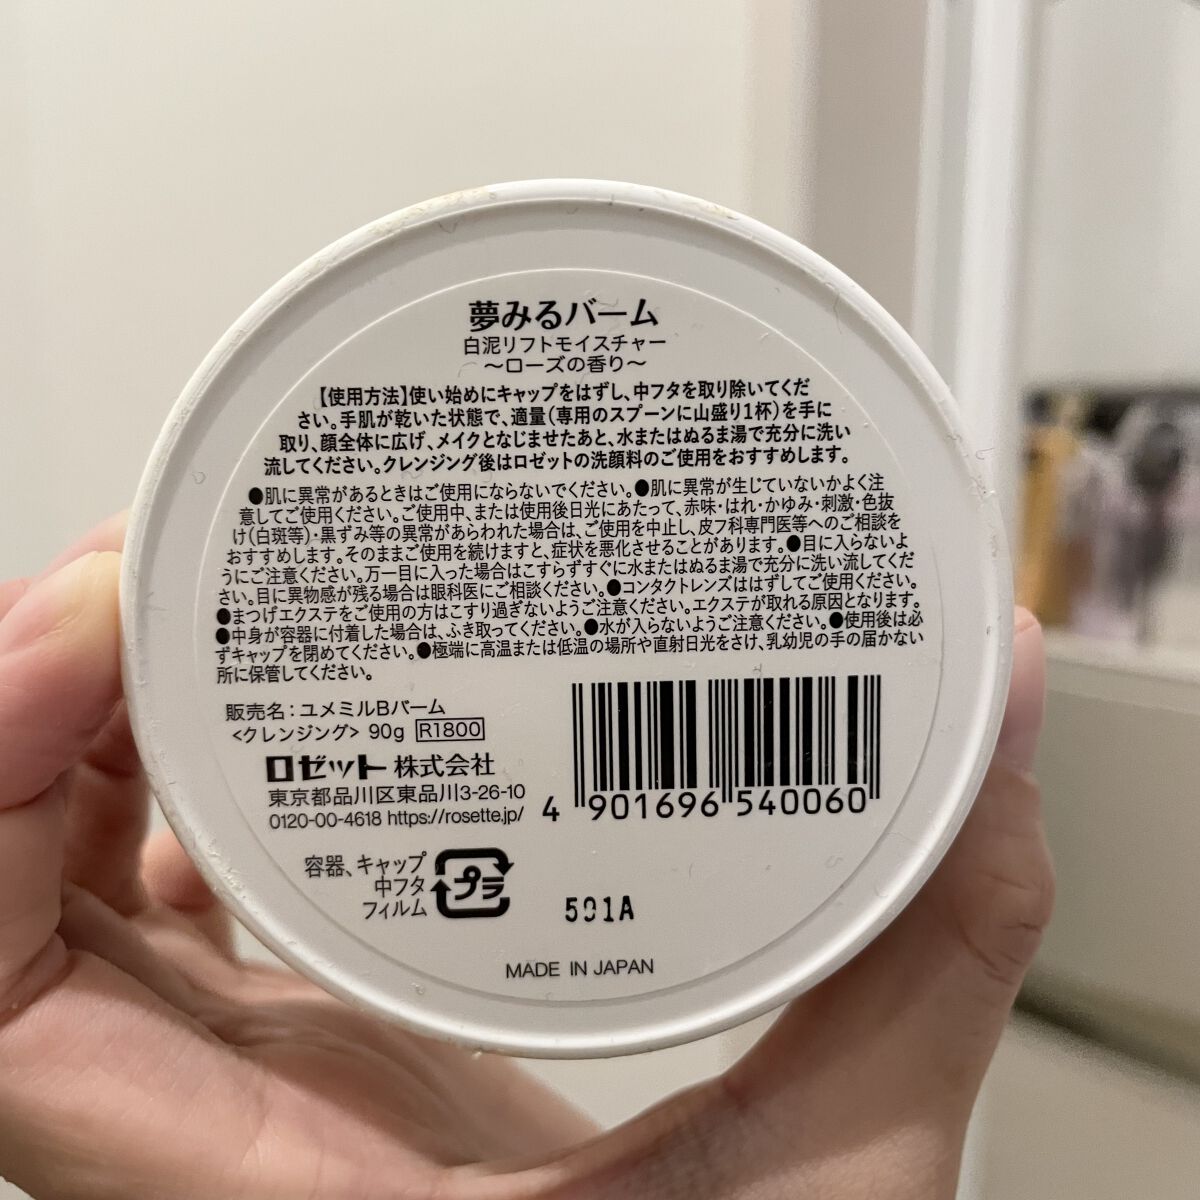 夢みるバーム
白泥リフトモイスチャー
〜ローズの香り〜
【使用方法】使い始めにキャップをはずし、中フタを取り除いてくだ
さい。手肌が乾いた状態で、適量(専用のスプーンに山盛り1杯)を手に
取り、顔全体に広げ、メイクとなじませたあと、水またはぬるま湯で充分に洗い
流してください。クレンジング後はロゼットの洗顔料のご使用をおすすめします。
●肌に異常があるときはご使用にならないでください。●肌に異常が生じていないかよく注
意してご使用ください。ご使用中、または使用後日光にあたって、赤味・はれ・かゆみ・刺激・色抜
け(白斑等)・黒ずみ等の異常があらわれた場合は、ご使用を中止し、皮フ科専門医等へのご相談を
おすすめします。そのままご使用を続けますと、症状を悪化させることがあります。●目に入らないよ
うにご注意ください。万一目に入った場合はこすらずすぐに水またはぬるま湯で充分に洗い流してくだ
さい。目に異物感が残る場合は眼科医にご相談ください。●コンタクトレンズははずしてご使用ください。
●まつげエクステをご使用の方はこすり過ぎないようご注意ください。エクステが取れる原因となります。
●中身が容器に付着した場合は、ふき取ってください。●水が入らないようご注意ください。●使用後は必
ずキャップを閉めてください。●極端に高温または低温の場所や直射日光をさけ、乳幼児の手の届かない
所に保管してください。
販売名：ユメミルBバーム
<クレンジング> 90g R1800
ロゼット株式会社
東京都品川区東品川3-26-10
0120-00-4618 https://rosette.jp/
4 901696 540060
容器、キャップ
中フタ
フィルム
プラ
591A
MADE IN JAPAN